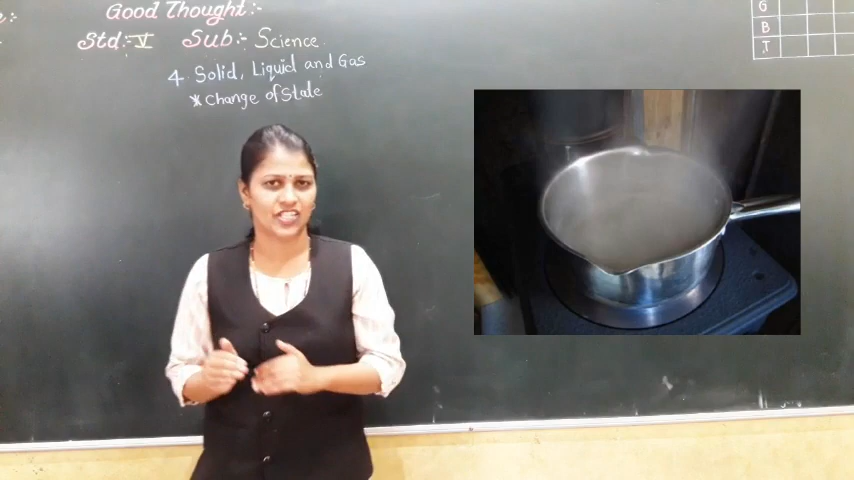 Good Thought:-
Std:- V Sub:- Science
4. Solid, Liquid and Gas
* Change of State
G
B
T